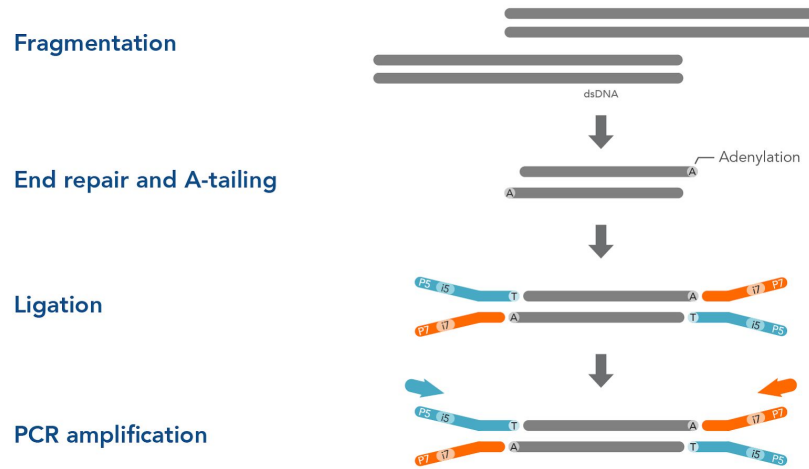 Fragmentation
dsDNA
Adenylation
A
End repair and A-tailing
A
P5 i5 T A i7 P7
Ligation
P7 i7 A T i5 P5
P5 i5 T A i7 P7
PCR amplification
P7 i7 A T i5 P5